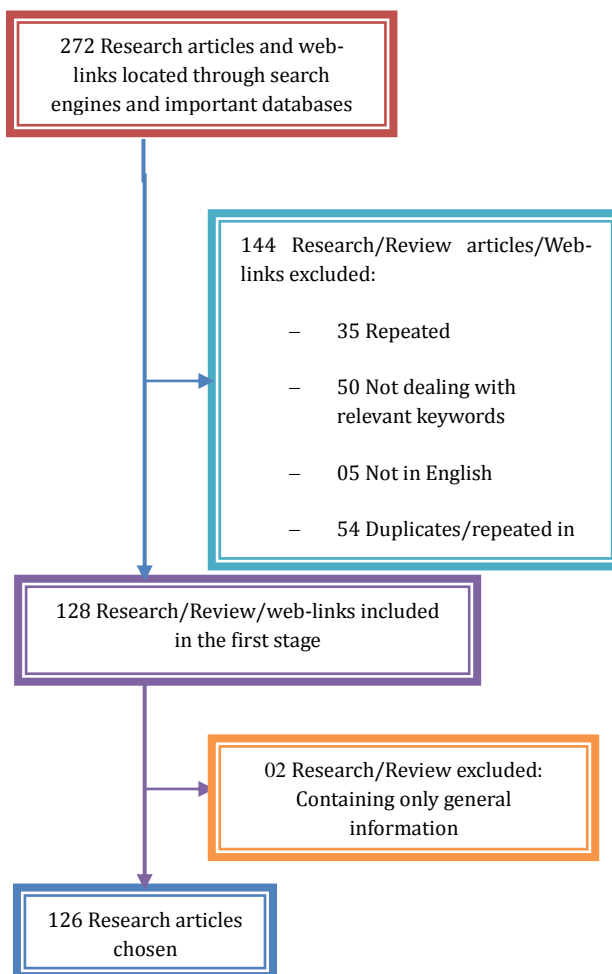 272 Research articles and web-
links located through search
engines and important databases
144 Research/Review articles/Web-
links excluded:
– 35 Repeated
– 50 Not dealing with
relevant keywords
– 05 Not in English
– 54 Duplicates/repeated in
128 Research/Review/web-links included
in the first stage
02 Research/Review excluded:
Containing only general
information
126 Research articles
chosen